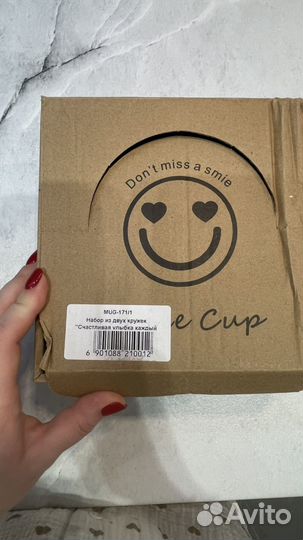 Don't miss a smie
e Cup
MUG-171/1
Набор из двух кружек
"Счастливая улыбка каждый
6 901088 210012
Avito